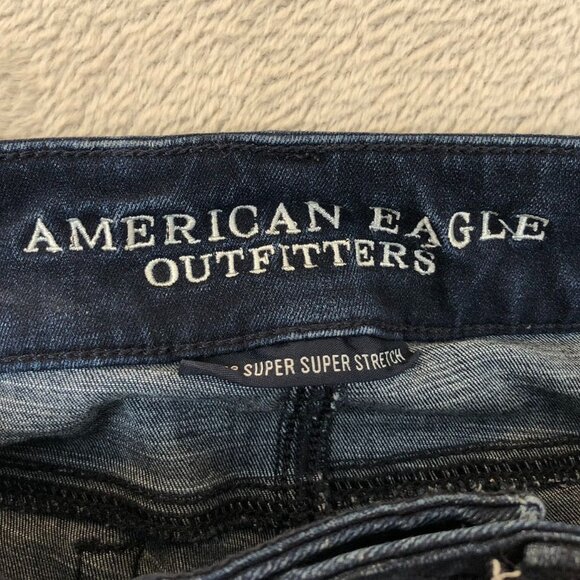 AMERICAN EAGLE
OUTFITTERS
SUPER SUPER STRETCH